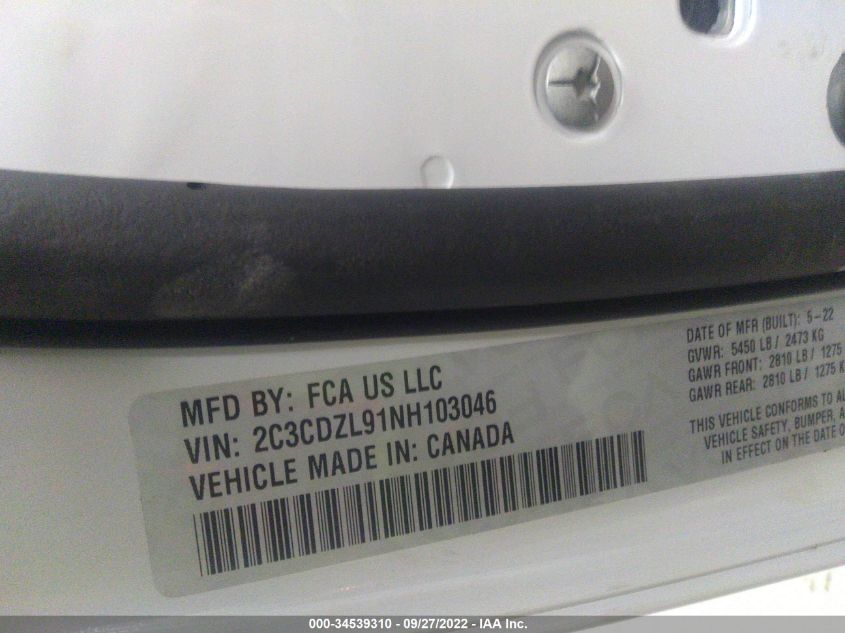 MFD BY: FCA US LLC
VIN: 2C3CDZL91NH103046
VEHICLE MADE IN: CANADA
DATE OF MFR (BUILT): 5-22
GVWR: 5450 LB / 2473 KG
GAWR FRONT: 2810 LB / 1275
GAWR REAR: 2810 LB / 1275 K
THIS VEHICLE CONFORMS TO AL
VEHICLE SAFETY, BUMPER, A
IN EFFECT ON THE DATE O
000-34539310 - 09/27/2022 - IAA Inc.